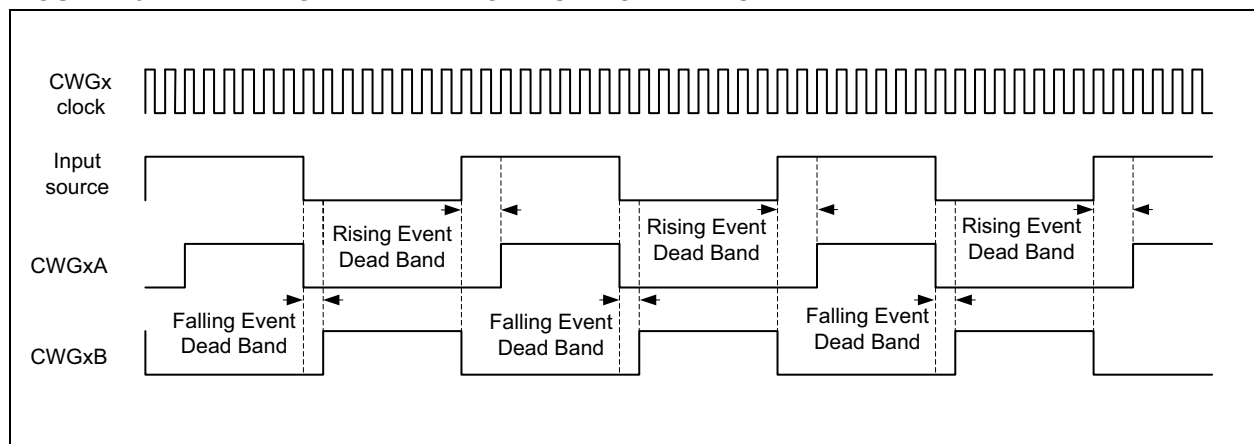 CWGx
clock
Input
source
Rising Event
Dead Band
Rising Event
Dead Band
Rising Event
Dead Band
CWGxA
Falling Event
Dead Band
Falling Event
Dead Band
Falling Event
Dead Band
CWGxB